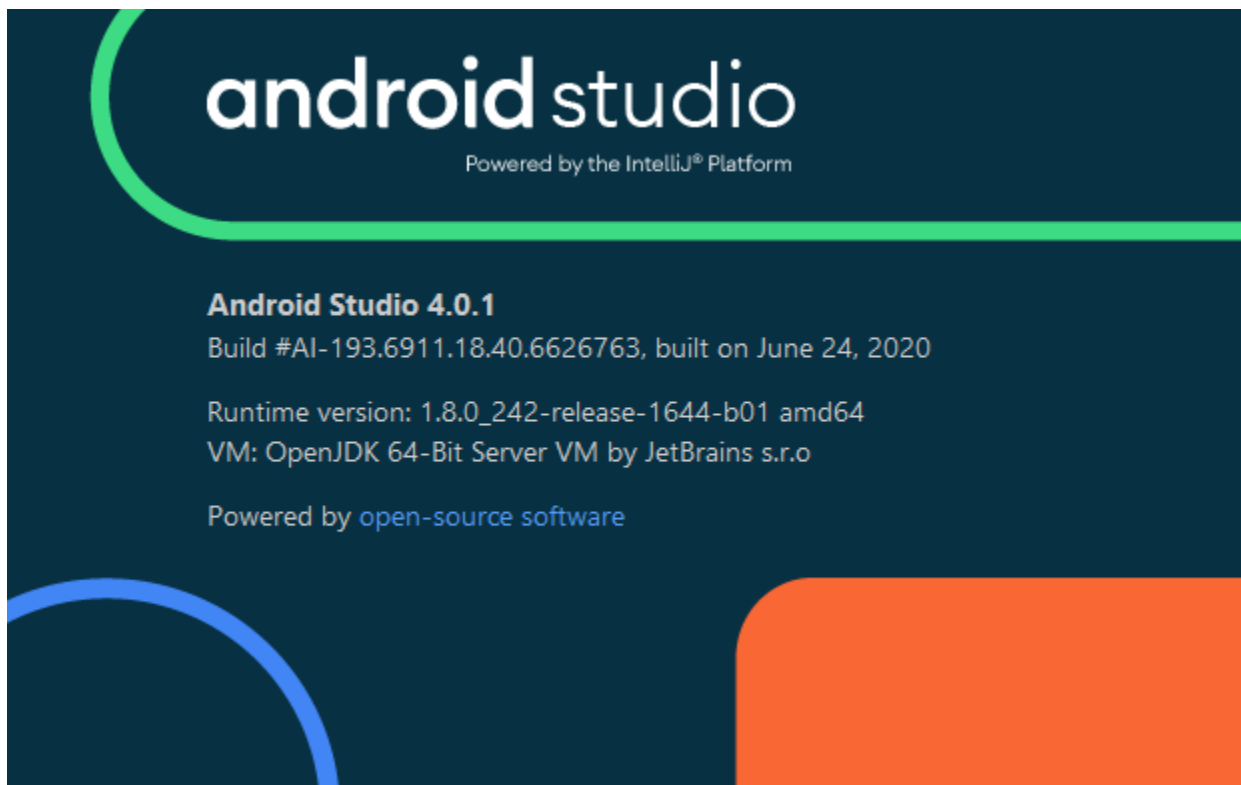 android studio
Powered by the IntelliJ® Platform
Android Studio 4.0.1
Build #AI-193.6911.18.40.6626763, built on June 24, 2020
Runtime version: 1.8.0_242-release-1644-b01 amd64
VM: OpenJDK 64-Bit Server VM by JetBrains s.r.o
Powered by open-source software